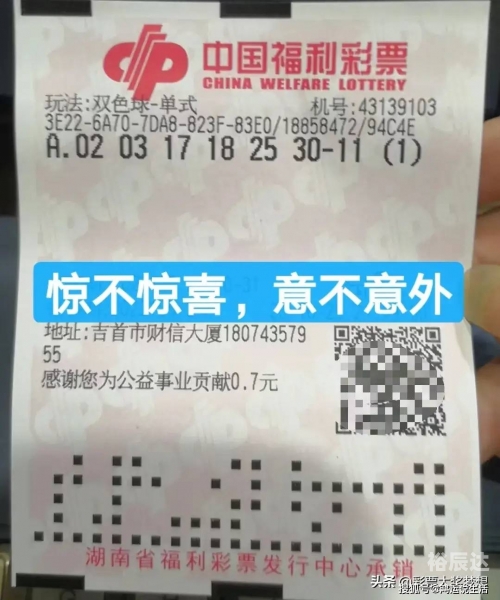 中国福利彩票
CHINA WELFARE LOTTERY
玩法:双色球-单式 机号:43139103
3E22-6A70-7DA8-823F-83E0/18858472/94C4E
A.02 03 17 18 25 30-11 (1)
惊不惊喜，意不意外
地址:吉首市财信大厦180743579
55
感谢您为公益事业贡献0.7元
湖南省福利彩票发行中心承销
裕辰达